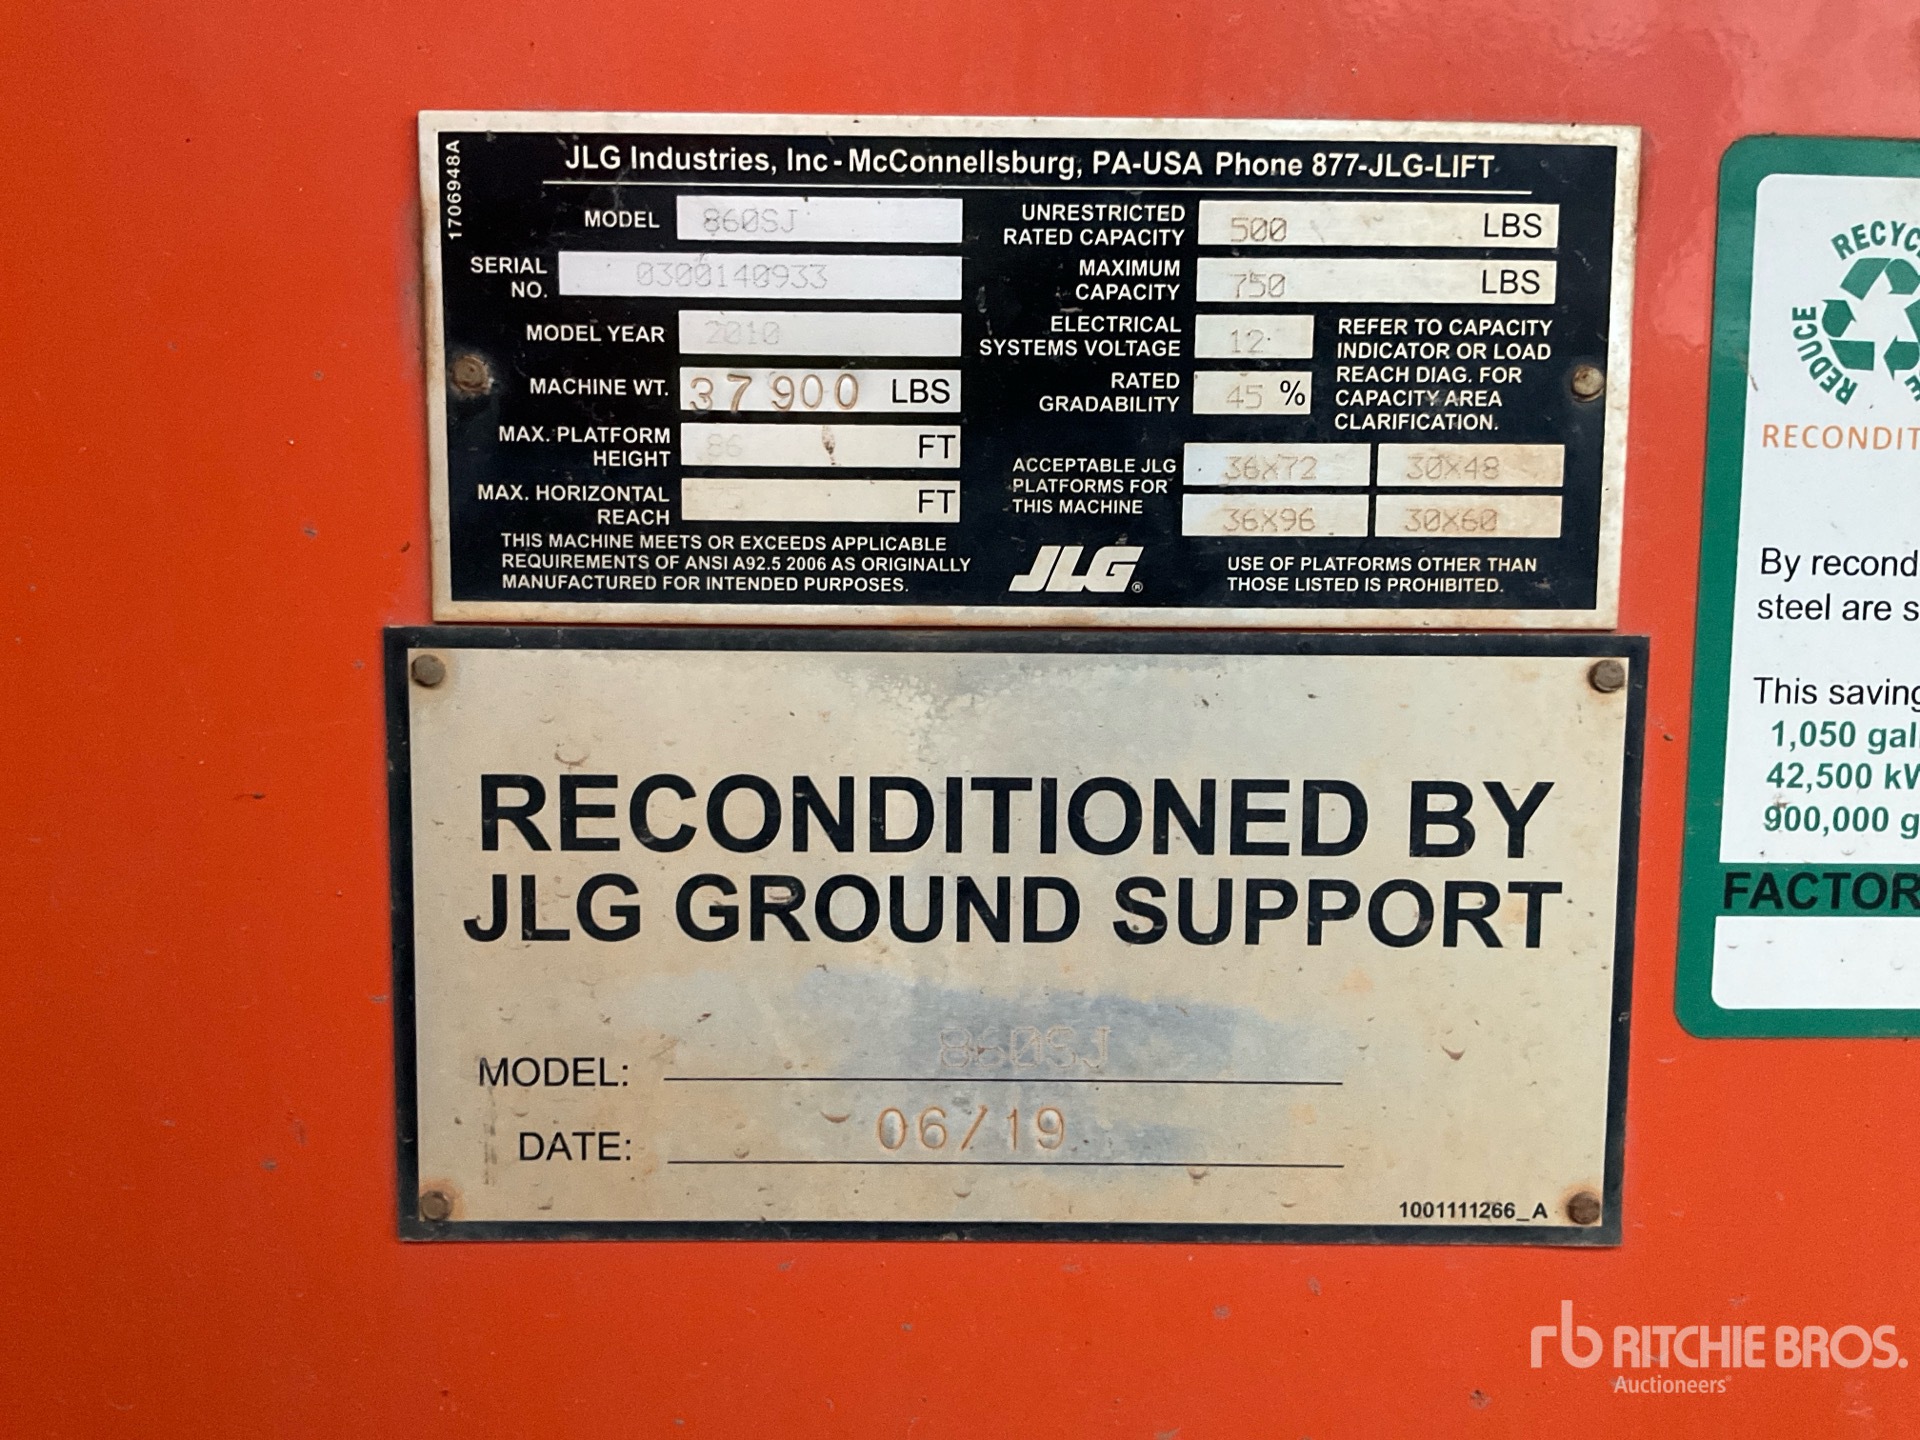 1706948A
JLG Industries, Inc - McConnellsburg, PA-USA Phone 877-JLG-LIFT
MODEL 860SJ
SERIAL NO. 0300140933
MODEL YEAR 2010
MACHINE WT. 37900 LBS
MAX. PLATFORM HEIGHT 86 FT
MAX. HORIZONTAL REACH FT
THIS MACHINE MEETS OR EXCEEDS APPLICABLE
REQUIREMENTS OF ANSI A92.5 2006 AS ORIGINALLY
MANUFACTURED FOR INTENDED PURPOSES.
UNRESTRICTED RATED CAPACITY 500 LBS
MAXIMUM CAPACITY 750 LBS
ELECTRICAL SYSTEMS VOLTAGE 12
RATED GRADABILITY 45 %
REFER TO CAPACITY
INDICATOR OR LOAD
REACH DIAG. FOR
CAPACITY AREA
CLARIFICATION.
ACCEPTABLE JLG
PLATFORMS FOR
THIS MACHINE
36X72 30X48
36X96 30X60
JLG®
USE OF PLATFORMS OTHER THAN
THOSE LISTED IS PROHIBITED.
RECONDITIONED BY
JLG GROUND SUPPORT
MODEL: 860SJ
DATE: 06/19
1001111266_A
REDUCE RECYC
RECONDIT
By recond
steel are s
This saving
1,050 gal
42,500 kW
900,000 g
FACTOR
rb RITCHIE BROS.
Auctioneers